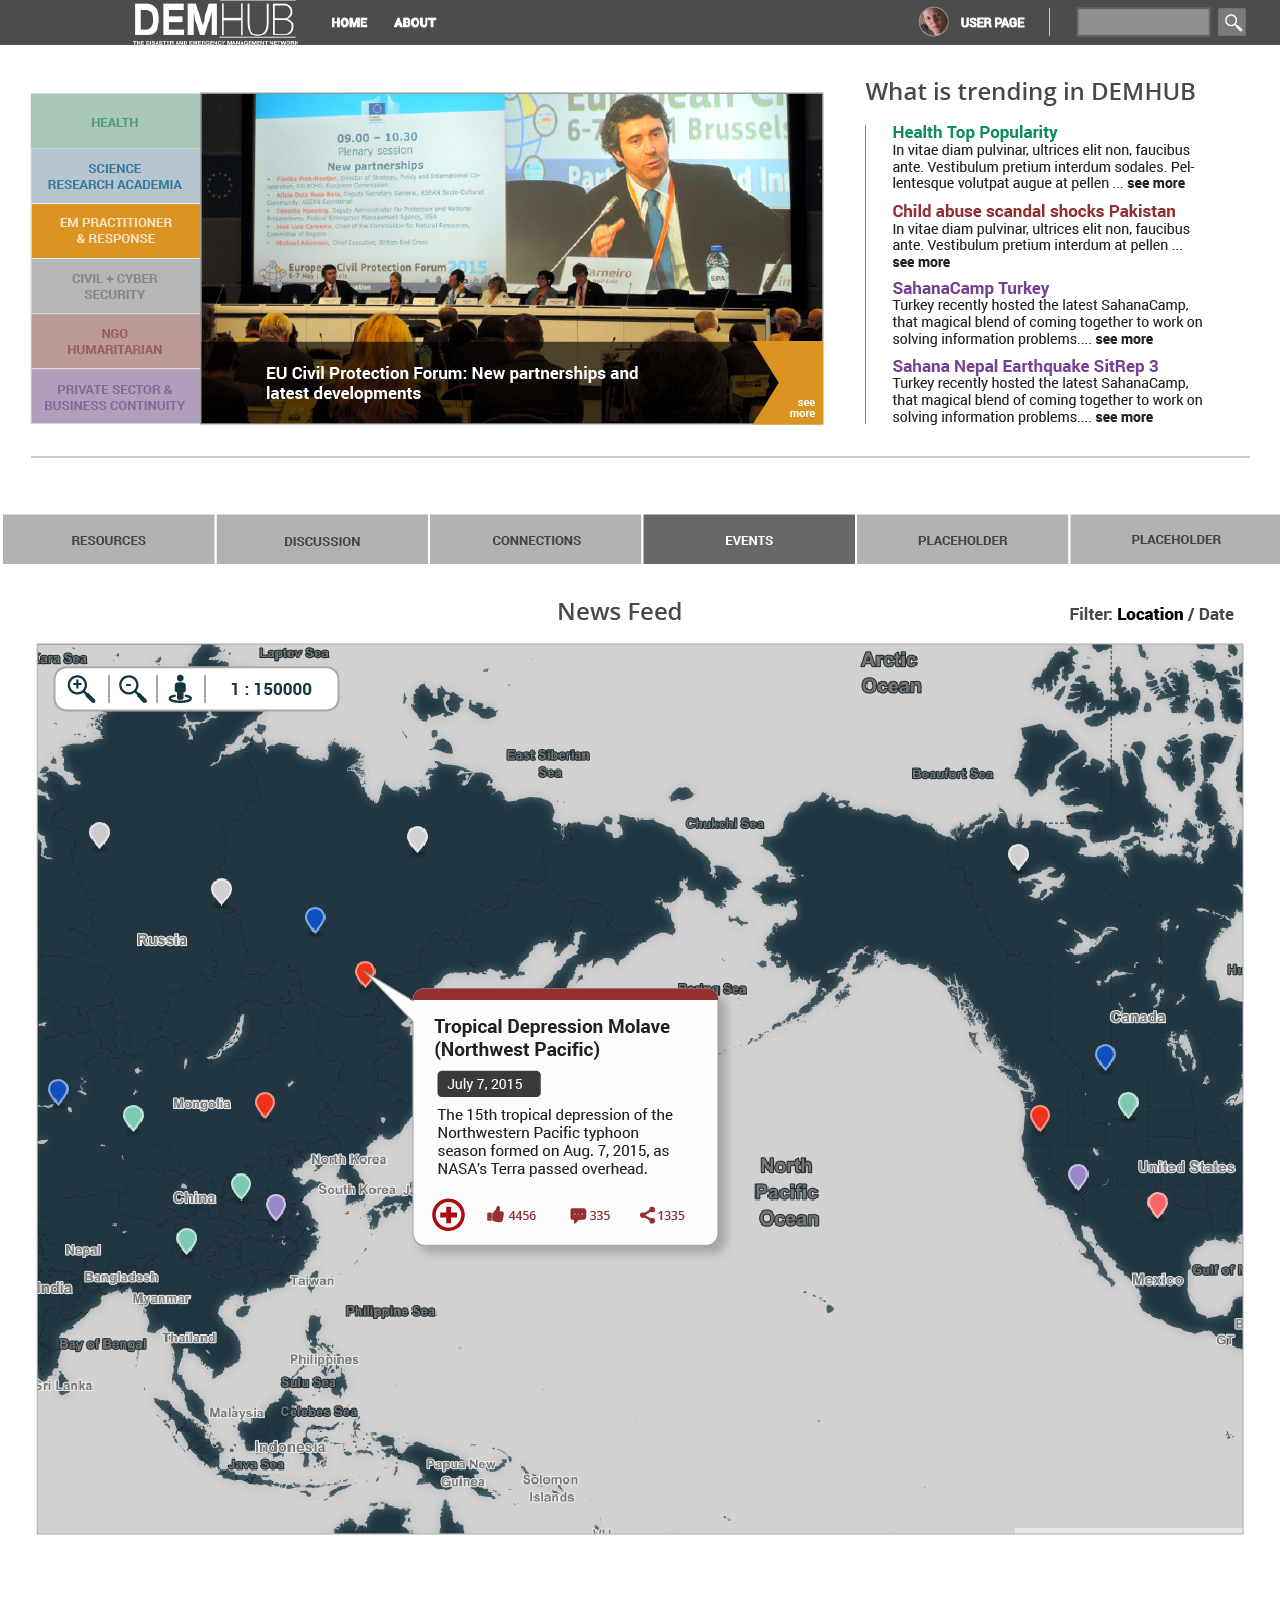 DEMHUB
THE DISASTER AND EMERGENCY MANAGEMENT NETWORK
HOME
ABOUT
USER PAGE
HEALTH
SCIENCE
RESEARCH ACADEMIA
EM PRACTITIONER
& RESPONSE
CIVIL + CYBER
SECURITY
NGO
HUMANITARIAN
PRIVATE SECTOR &
BUSINESS CONTINUITY
09.00 – 10.30
Plenary session
New partnerships
European Civil Protection Forum 2015
6-7 May
6-7
Brussels
SPA
EU Civil Protection Forum: New partnerships and
latest developments
see
more
What is trending in DEMHUB
Health Top Popularity
In vitae diam pulvinar, ultrices elit non, faucibus
ante. Vestibulum pretium interdum sodales. Pel-
lentesque volutpat augue at pellen ... see more
Child abuse scandal shocks Pakistan
In vitae diam pulvinar, ultrices elit non, faucibus
ante. Vestibulum pretium interdum at pellen ...
see more
SahanaCamp Turkey
Turkey recently hosted the latest SahanaCamp,
that magical blend of coming together to work on
solving information problems.... see more
Sahana Nepal Earthquake SitRep 3
Turkey recently hosted the latest SahanaCamp,
that magical blend of coming together to work on
solving information problems.... see more
RESOURCES
DISCUSSION
CONNECTIONS
EVENTS
PLACEHOLDER
PLACEHOLDER
News Feed
Filter: Location / Date
Kara Sea
Laptev Sea
Arctic
Ocean
1 : 150000
East Siberian
Sea
Beaufort Sea
Chukchi Sea
Russia
Bering Sea
Hu
Canada
Tropical Depression Molave
(Northwest Pacific)
July 7, 2015
The 15th tropical depression of the
Northwestern Pacific typhoon
season formed on Aug. 7, 2015, as
NASA's Terra passed overhead.
4456
335
1335
Mongolia
North Korea
South Korea
Ja
China
North
Pacific
Ocean
United States
Nepal
India
Bangladesh
Myanmar
Taiwan
Mexico
Gulf of M
Philippine Sea
Bay of Bengal
Thailand
B
GT
Philippines
Sri Lanka
Sulu Sea
Malaysia
Celebes Sea
Indonesia
Java Sea
Papua New
Guinea
Solomon
Islands